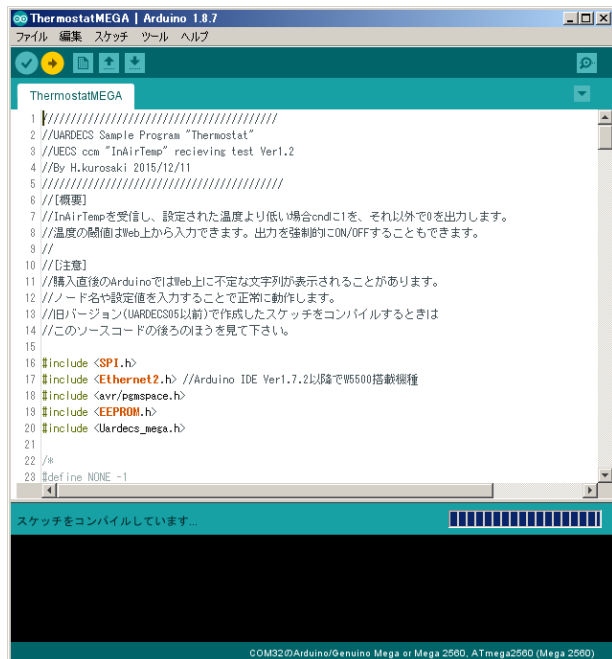 ThermostatMEGA | Arduino 1.8.7
ファイル 編集 スケッチ ツール ヘルプ
ThermostatMEGA
1 /////////////////////////////////////////
2 //UARDECS Sample Program "Thermostat"
3 //UECS ccm "InAirTemp" recieving test Ver1.2
4 //By H.kurosaki 2015/12/11
5 /////////////////////////////////////////
6 //[概要]
7 //InAirTempを受信し、設定された温度より低い場合cndに1を、それ以外で0を出力します。
8 //温度の閾値はWeb上から入力できます。出力を強制的にON/OFFすることもできます。
9 //
10 //[注意]
11 //購入直後のArduinoではWeb上に不定な文字列が表示されることがあります。
12 //ノード名や設定値を入力することで正常に動作します。
13 //旧バージョン(UARDECS05以前)で作成したスケッチをコンパイルするときは
14 //このソースコードの後ろのほうを見て下さい。
15
16 #include <SPI.h>
17 #include <Ethernet2.h> //Arduino IDE Ver1.7.2以降でW5500搭載機種
18 #include <avr/pgmspace.h>
19 #include <EEPROM.h>
20 #include <Uardecs_mega.h>
21
22 /*
23 #define NONE -1
スケッチをコンパイルしています...
COM32のArduino/Genuino Mega or Mega 2560, ATmega2560 (Mega 2560)